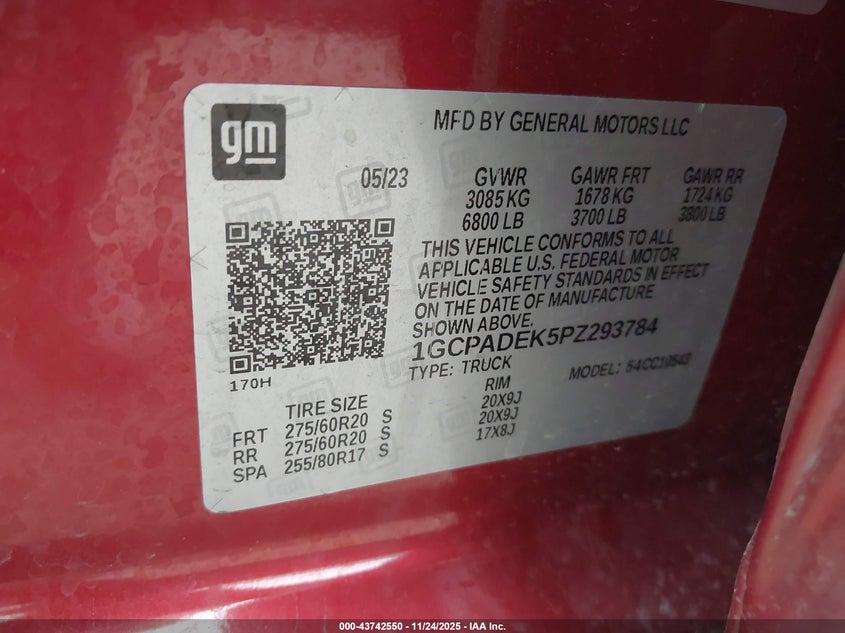 gm
MFD BY GENERAL MOTORS LLC
05/23 GVWR GAWR FRT GAWR RR
3085 KG 1678 KG 1724 KG
6800 LB 3700 LB 3800 LB
THIS VEHICLE CONFORMS TO ALL
APPLICABLE U.S. FEDERAL MOTOR
VEHICLE SAFETY STANDARDS IN EFFECT
ON THE DATE OF MANUFACTURE
SHOWN ABOVE.
1GCPADEK5PZ293784
170H
TYPE: TRUCK MODEL: 54CC10543
TIRE SIZE RIM
FRT 275/60R20 S 20X9J
RR 275/60R20 S 20X9J
SPA 255/80R17 S 17X8J
000-43742550 — 11/24/2025 — IAA Inc.